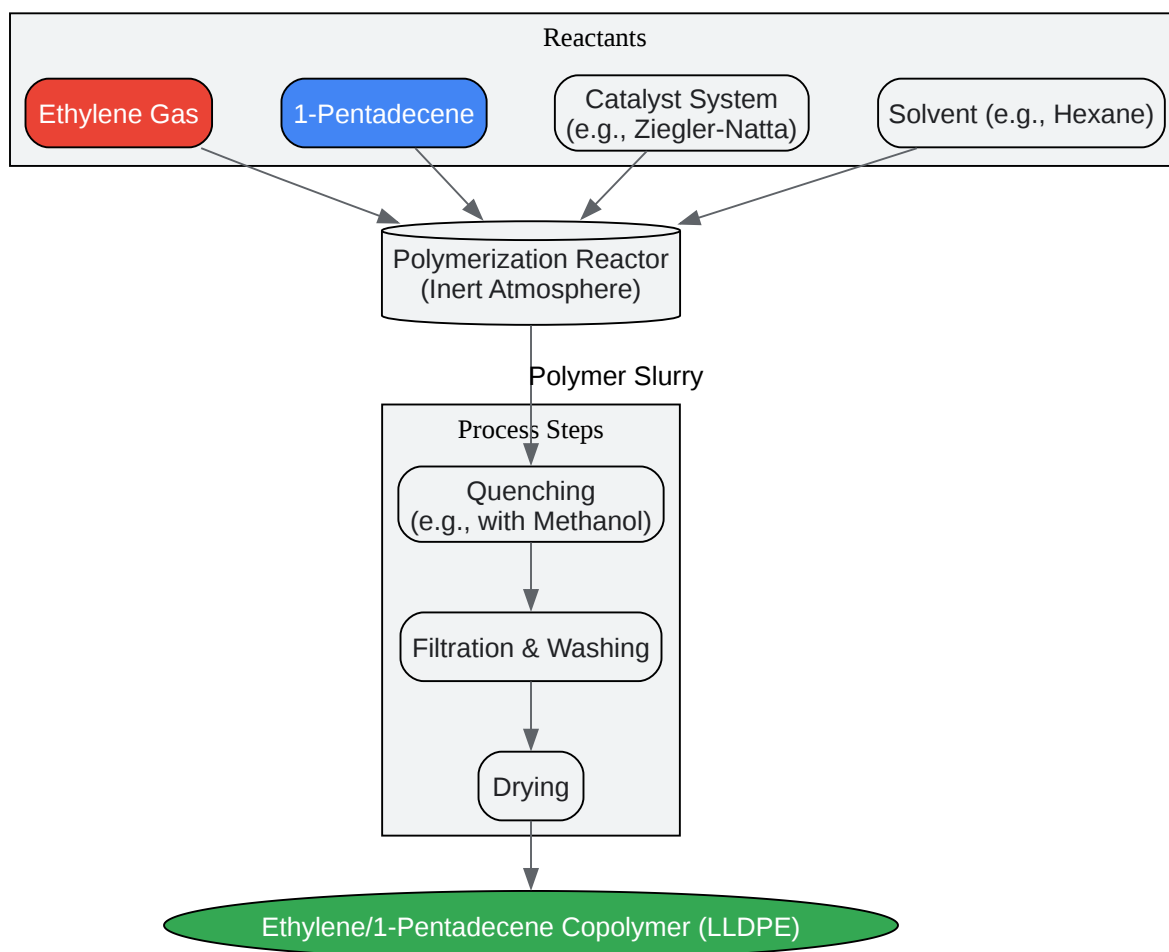 Reactants
Ethylene Gas
1-Pentadecene
Catalyst System
(e.g., Ziegler-Natta)
Solvent (e.g., Hexane)
Polymerization Reactor
(Inert Atmosphere)
Polymer Slurry
Process Steps
Quenching
(e.g., with Methanol)
Filtration & Washing
Drying
Ethylene/1-Pentadecene Copolymer (LLDPE)